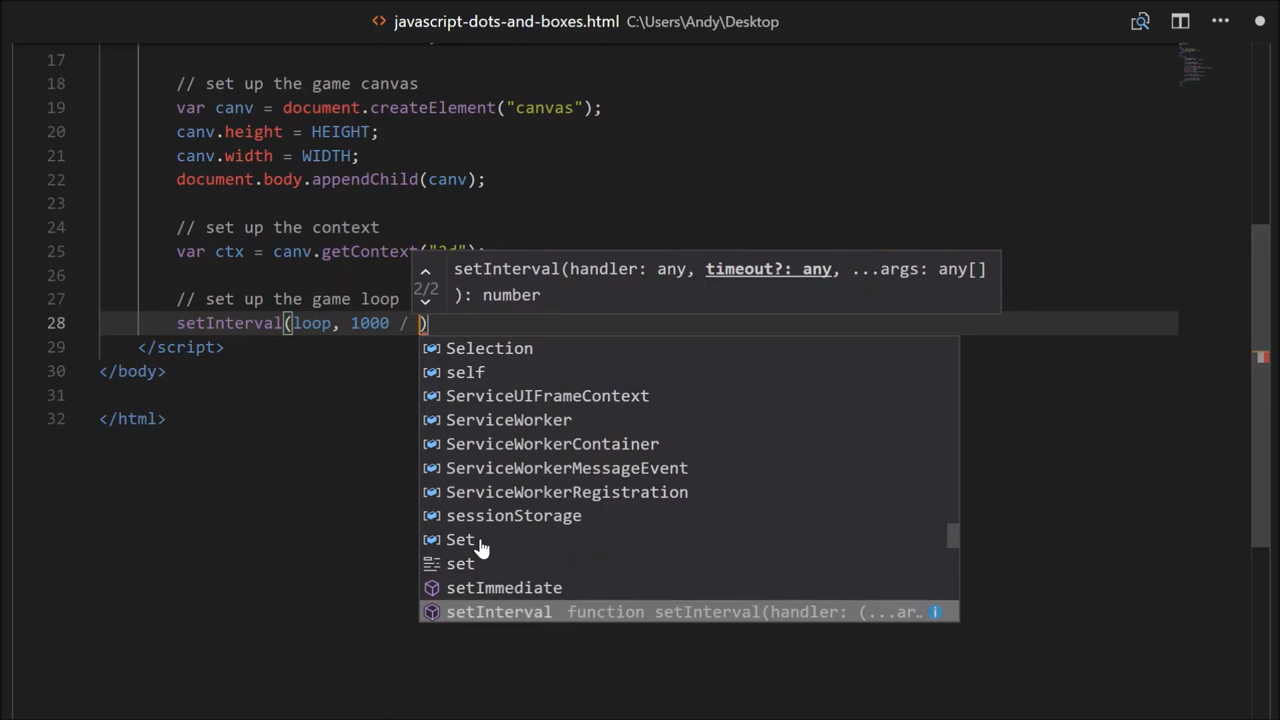 javascript-dots-and-boxes.html C:\Users\Andy\Desktop
17
18 // set up the game canvas
19 var canv = document.createElement("canvas");
20 canv.height = HEIGHT;
21 canv.width = WIDTH;
22 document.body.appendChild(canv);
23
24 // set up the context
25 var ctx = canv.getContext("2d");
26
27 // set up the game loop
28 setInterval(loop, 1000 / )
29 </script>
30 </body>
31
32 </html>
setInterval(handler: any, timeout?: any, ...args: any[]
2/2 ): number
Selection
self
ServiceUIFrameContext
ServiceWorker
ServiceWorkerContainer
ServiceWorkerMessageEvent
ServiceWorkerRegistration
sessionStorage
Set
set
setImmediate
setInterval function setInterval(handler: (...ar…